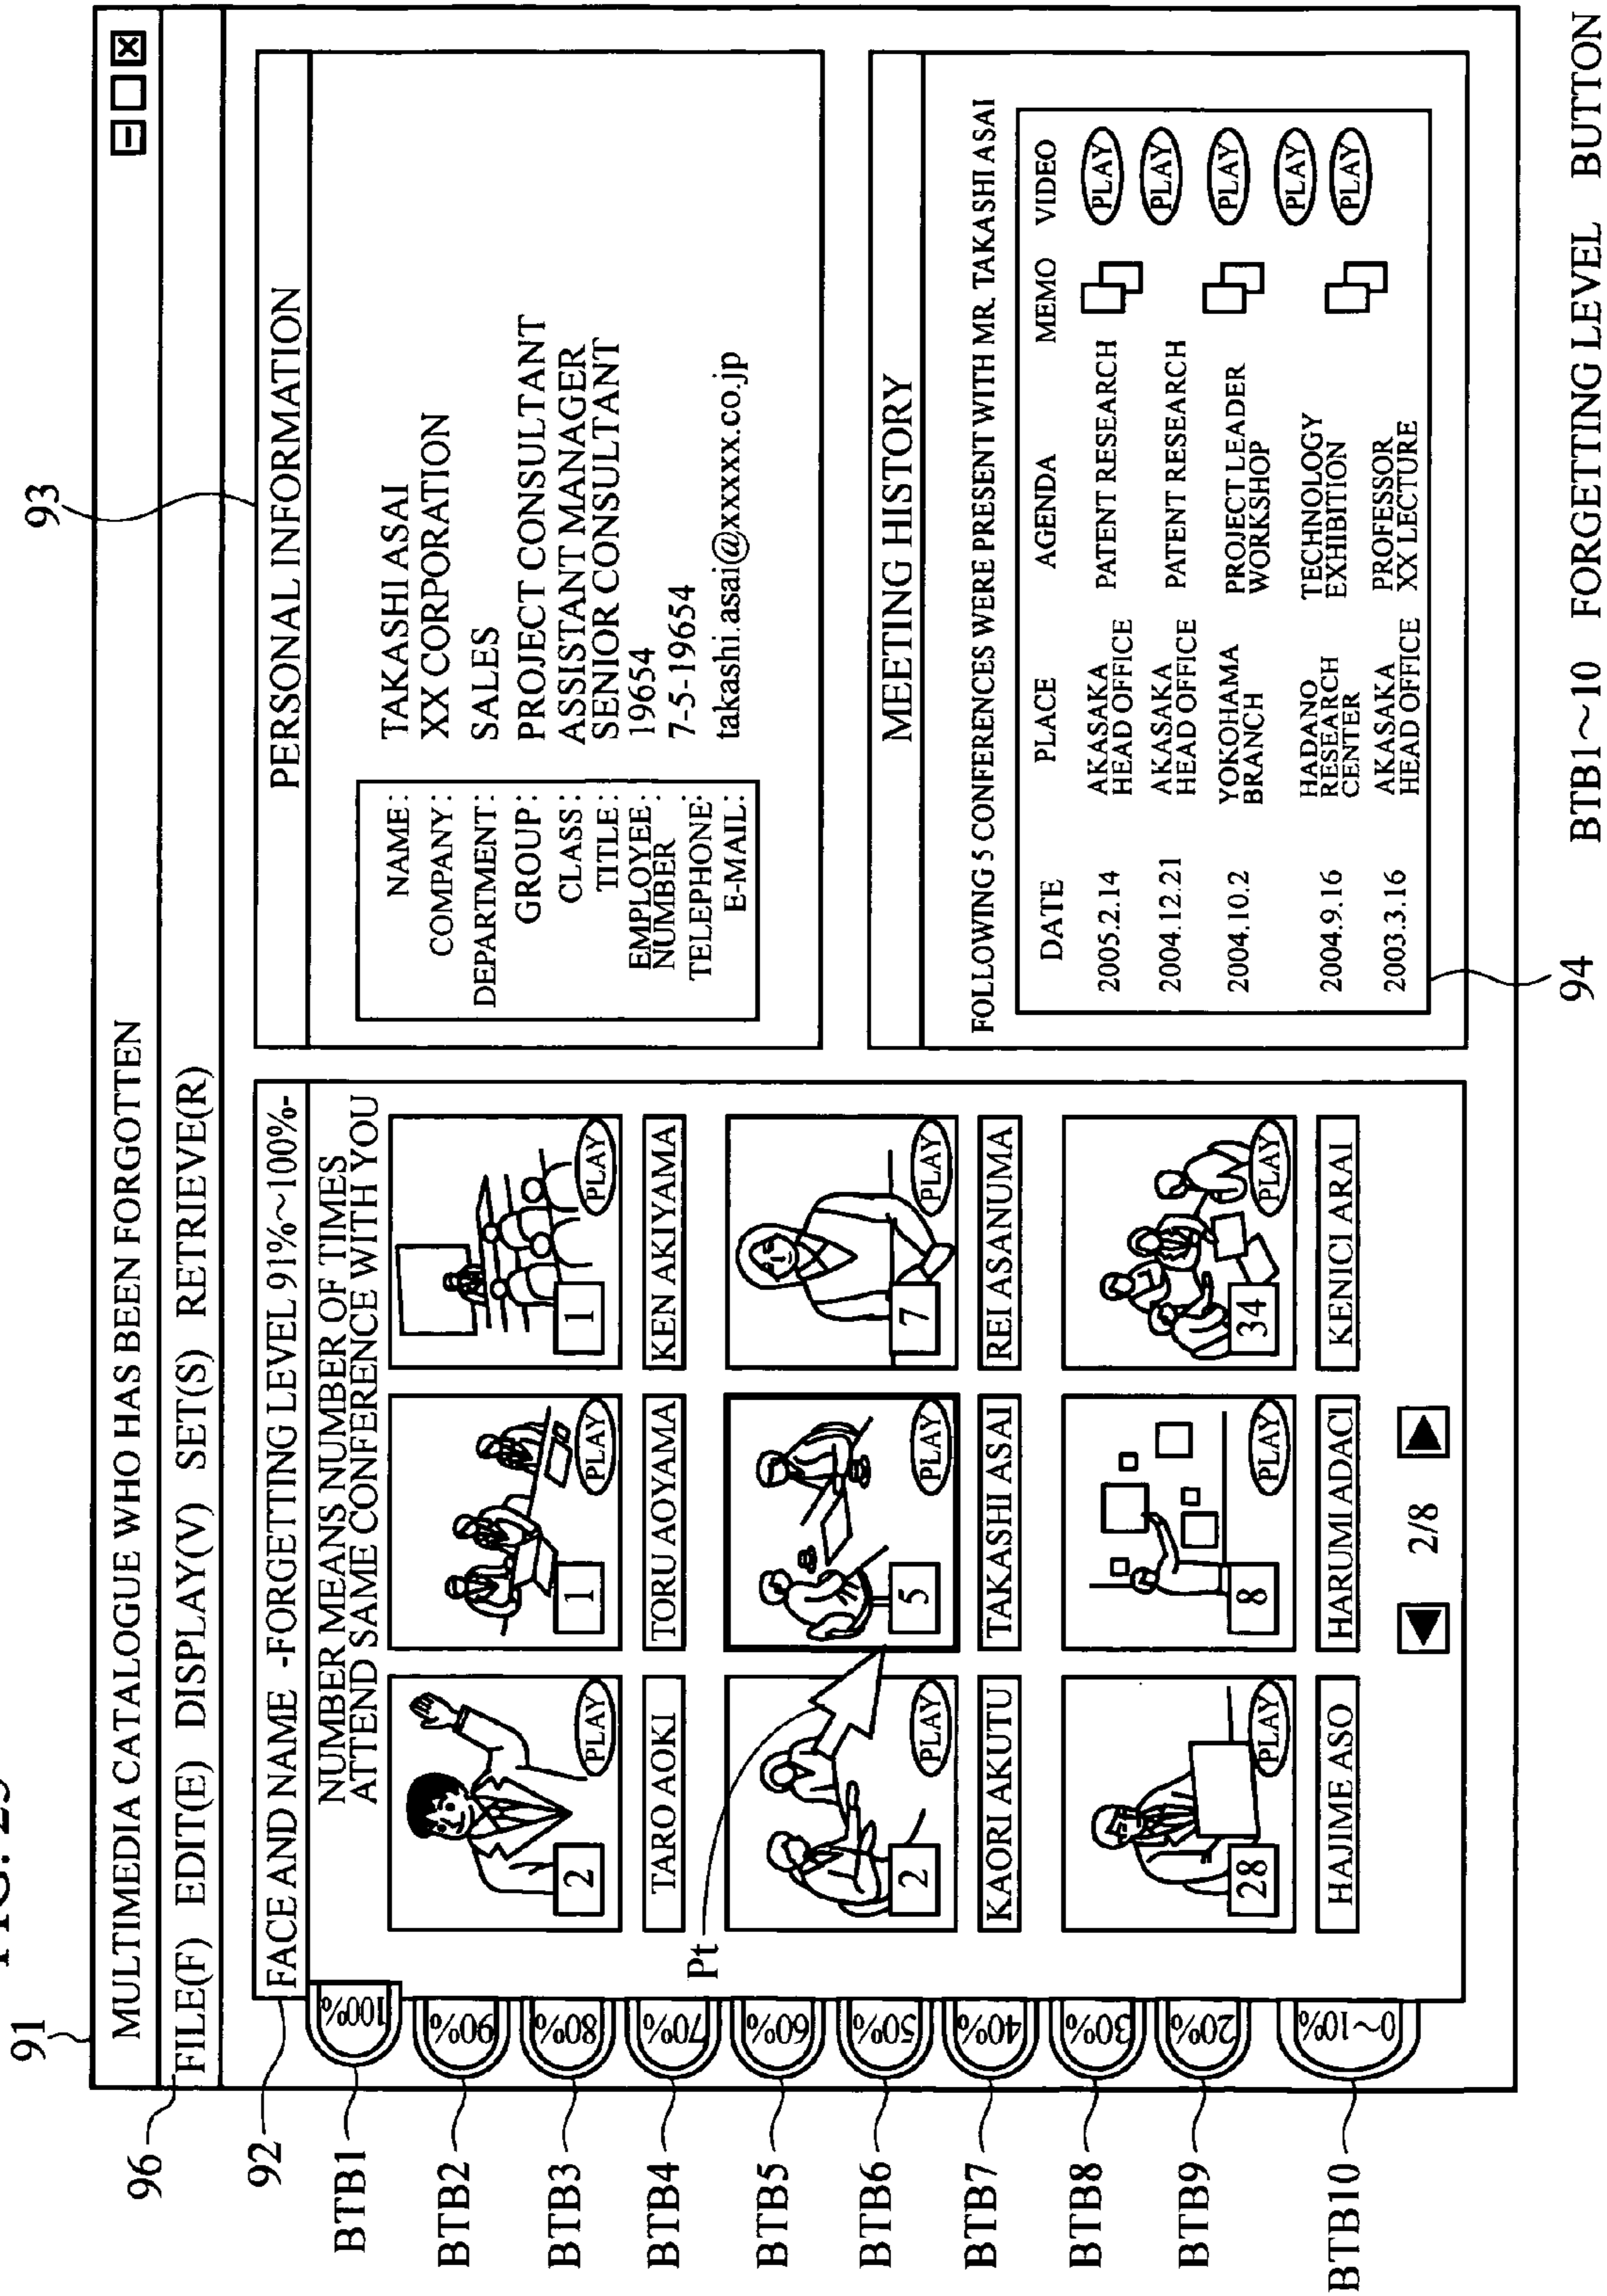 91
MULTIMEDIA CATALOGUE WHO HAS BEEN FORGOTTEN
96
FILE(F) EDIT(E) DISPLAY(V) SET(S) RETRIEVE(R)
92
FACE AND NAME -FORGETTING LEVEL 91%~100%-
NUMBER MEANS NUMBER OF TIMES
ATTEND SAME CONFERENCE WITH YOU
BTB1 100%
BTB2 90%
BTB3 80%
BTB4 70%
BTB5 60%
BTB6 50%
BTB7 40%
BTB8 30%
BTB9 20%
BTB10 0~10%
2 PLAY
1 PLAY
1 PLAY
TARO AOKI
TORU AOYAMA
KEN AKIYAMA
Pt
2 PLAY
5 PLAY
7 PLAY
KAORI AKUTU
TAKASHI ASAI
REI ASANUMA
28 PLAY
8 PLAY
34 PLAY
HAJIME ASO
HARUMI ADACI
KENICI ARAI
2/8
93
PERSONAL INFORMATION
NAME: TAKASHI ASAI
COMPANY: XX CORPORATION
DEPARTMENT: SALES
GROUP: PROJECT CONSULTANT
CLASS: ASSISTANT MANAGER
TITLE: SENIOR CONSULTANT
EMPLOYEE: 19654
NUMBER
TELEPHONE: 7-5-19654
E-MAIL: takashi.asai@xxxxx.co.jp
MEETING HISTORY
FOLLOWING 5 CONFERENCES WERE PRESENT WITH MR. TAKASHI ASAI
DATE PLACE AGENDA MEMO VIDEO
2005.2.14 AKASAKA HEAD OFFICE PATENT RESEARCH PLAY
2004.12.21 AKASAKA HEAD OFFICE PATENT RESEARCH PLAY
2004.10.2 YOKOHAMA BRANCH PROJECT LEADER WORKSHOP PLAY
2004.9.16 HADANO RESEARCH CENTER TECHNOLOGY EXHIBITION PLAY
2003.3.16 AKASAKA HEAD OFFICE PROFESSOR XX LECTURE PLAY
94
BTB1~10 FORGETTING LEVEL BUTTON